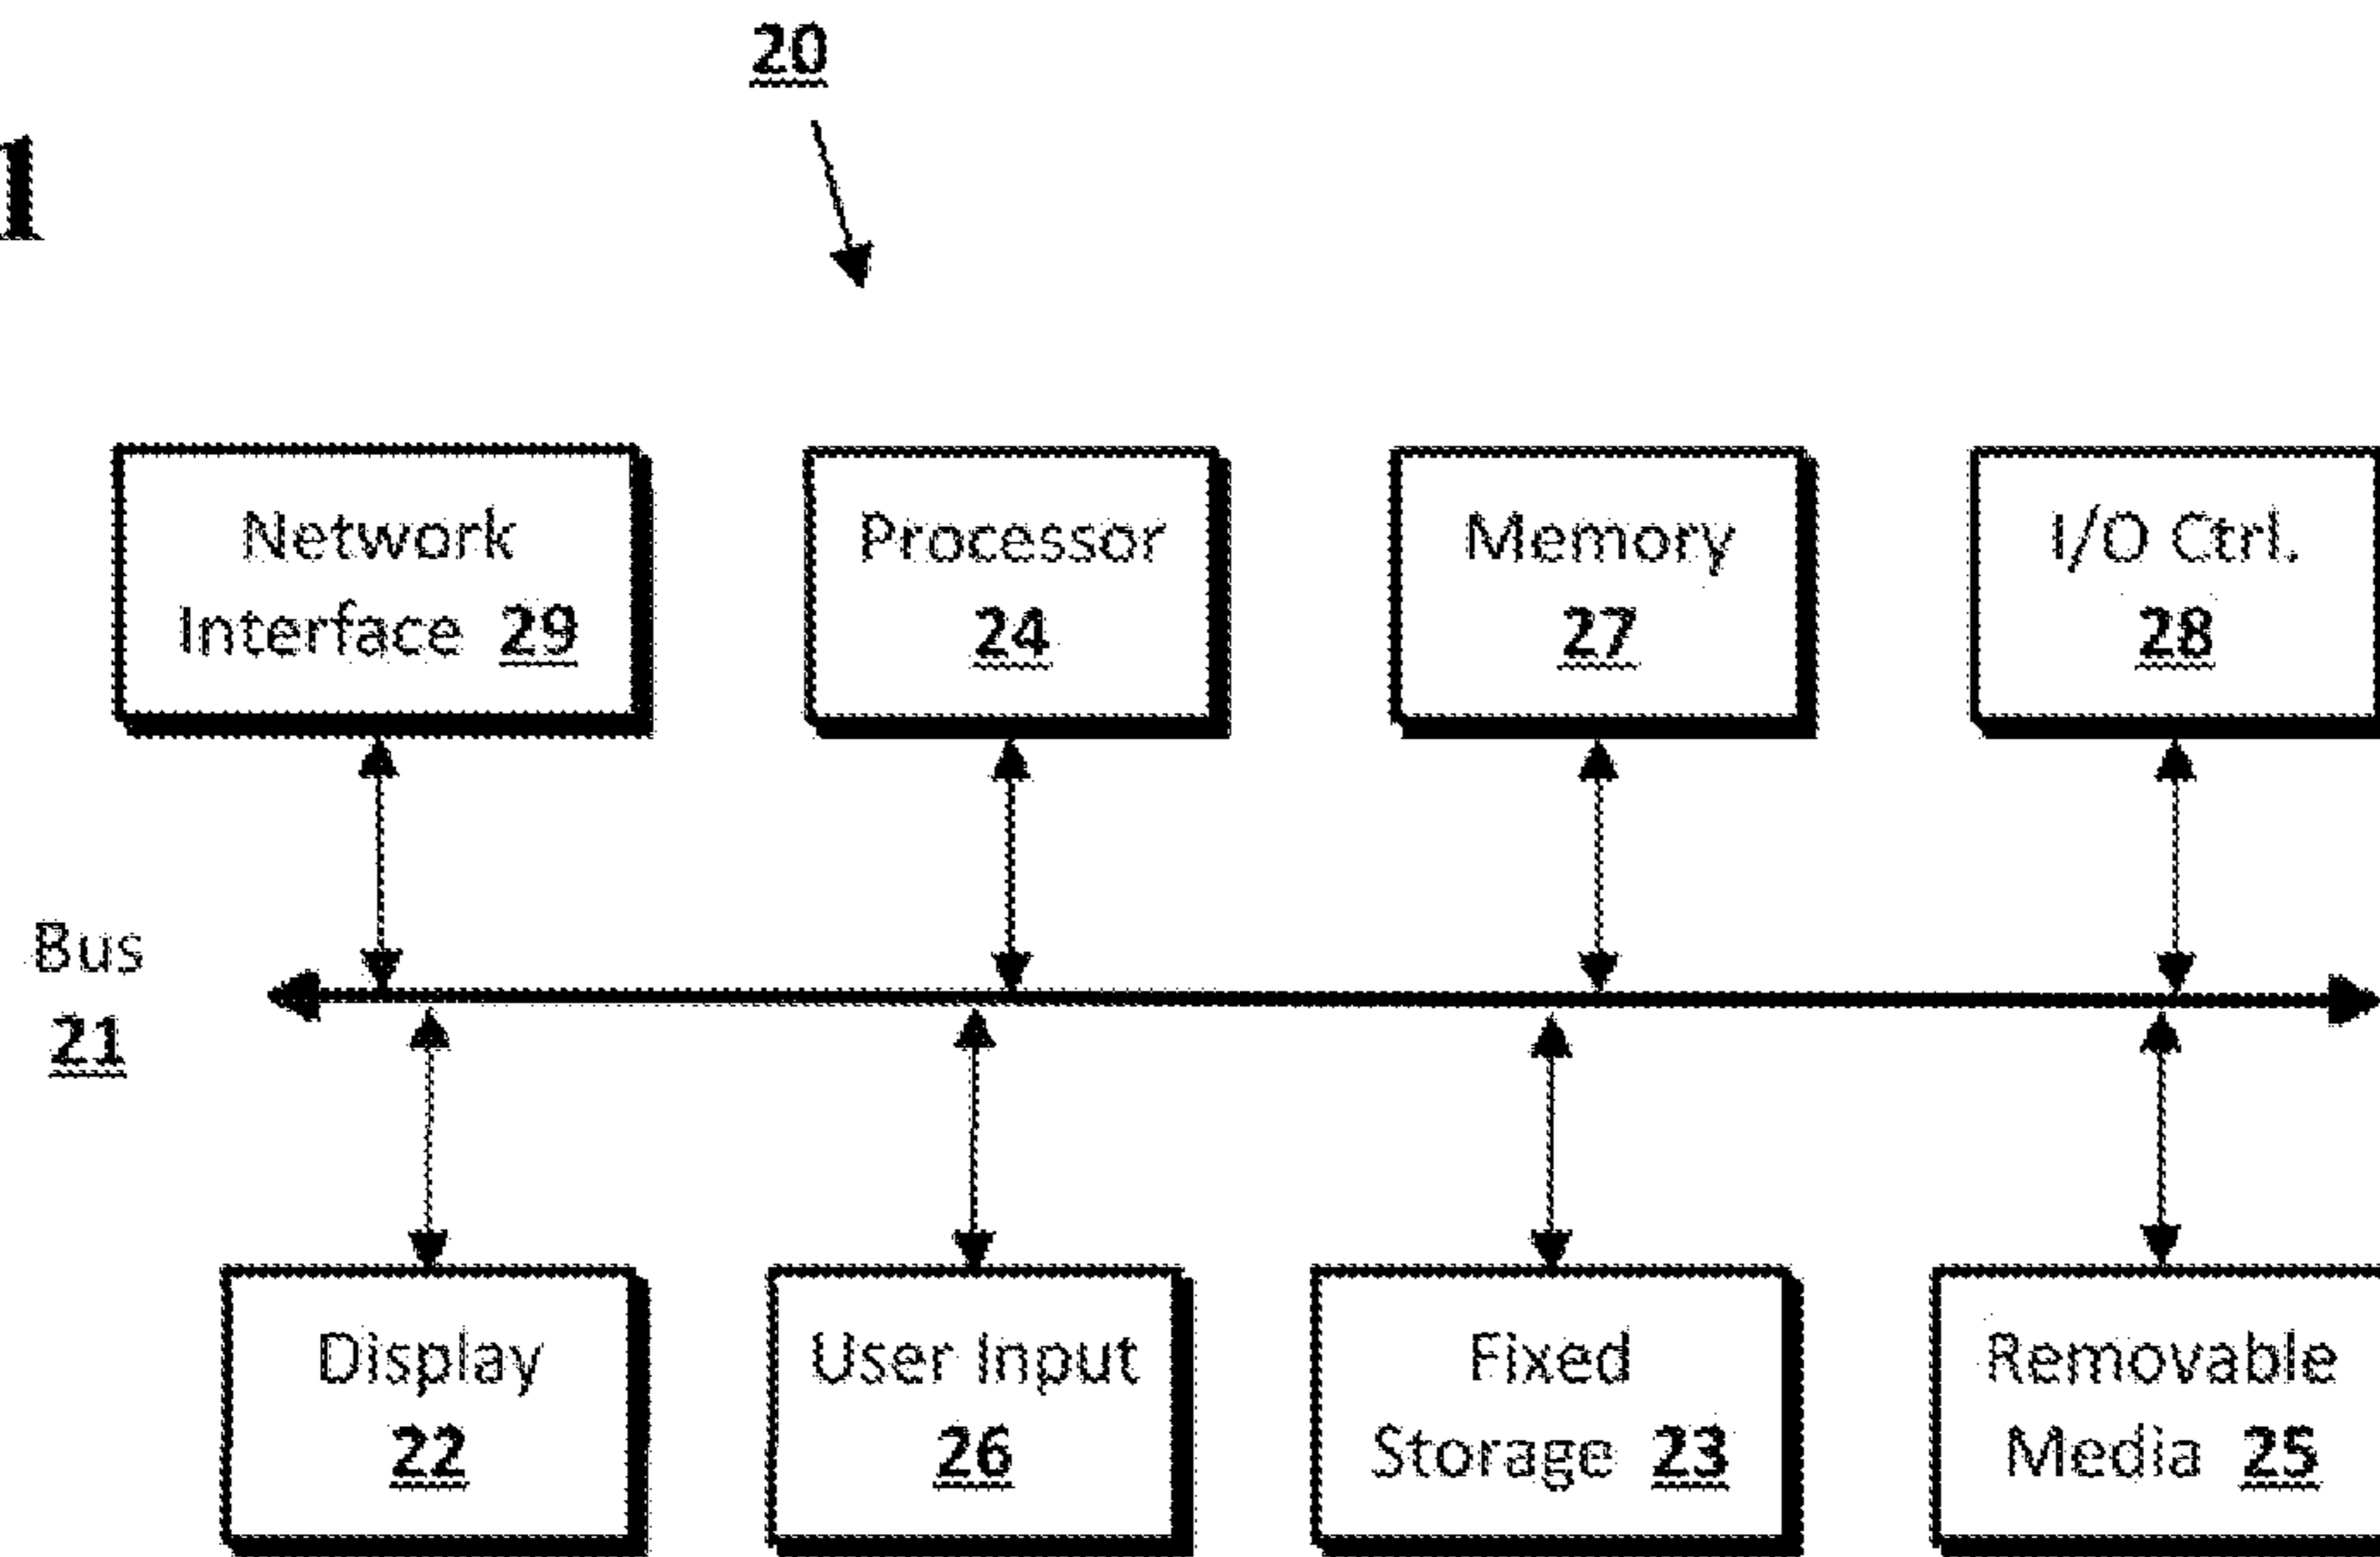 20
1
Network
Interface 29
Processor
24
Memory
27
I/O Ctrl.
28
Bus
21
Display
22
User Input
26
Fixed
Storage 23
Removable
Media 25